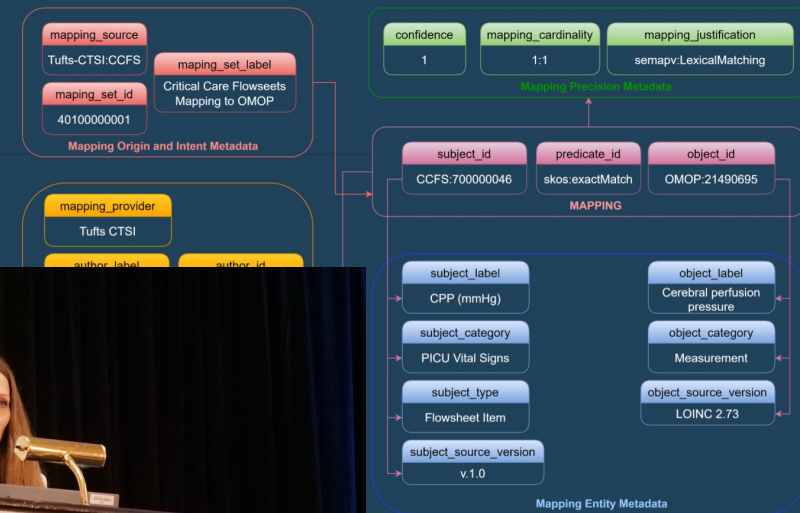 mapping_source
Tufts-CTSI:CCFS
maping_set_id
40100000001
maping_set_label
Critical Care Flowseets
Mapping to OMOP
Mapping Origin and Intent Metadata
confidence
1
mapping_cardinality
1:1
mapping_justification
semapv:LexicalMatching
Mapping Precision Metadata
subject_id
CCFS:700000046
predicate_id
skos:exactMatch
object_id
OMOP:21490695
MAPPING
mapping_provider
Tufts CTSI
author_label
author_id
subject_label
CPP (mmHg)
subject_category
PICU Vital Signs
subject_type
Flowsheet Item
subject_source_version
v.1.0
object_label
Cerebral perfusion
pressure
object_category
Measurement
object_source_version
LOINC 2.73
Mapping Entity Metadata